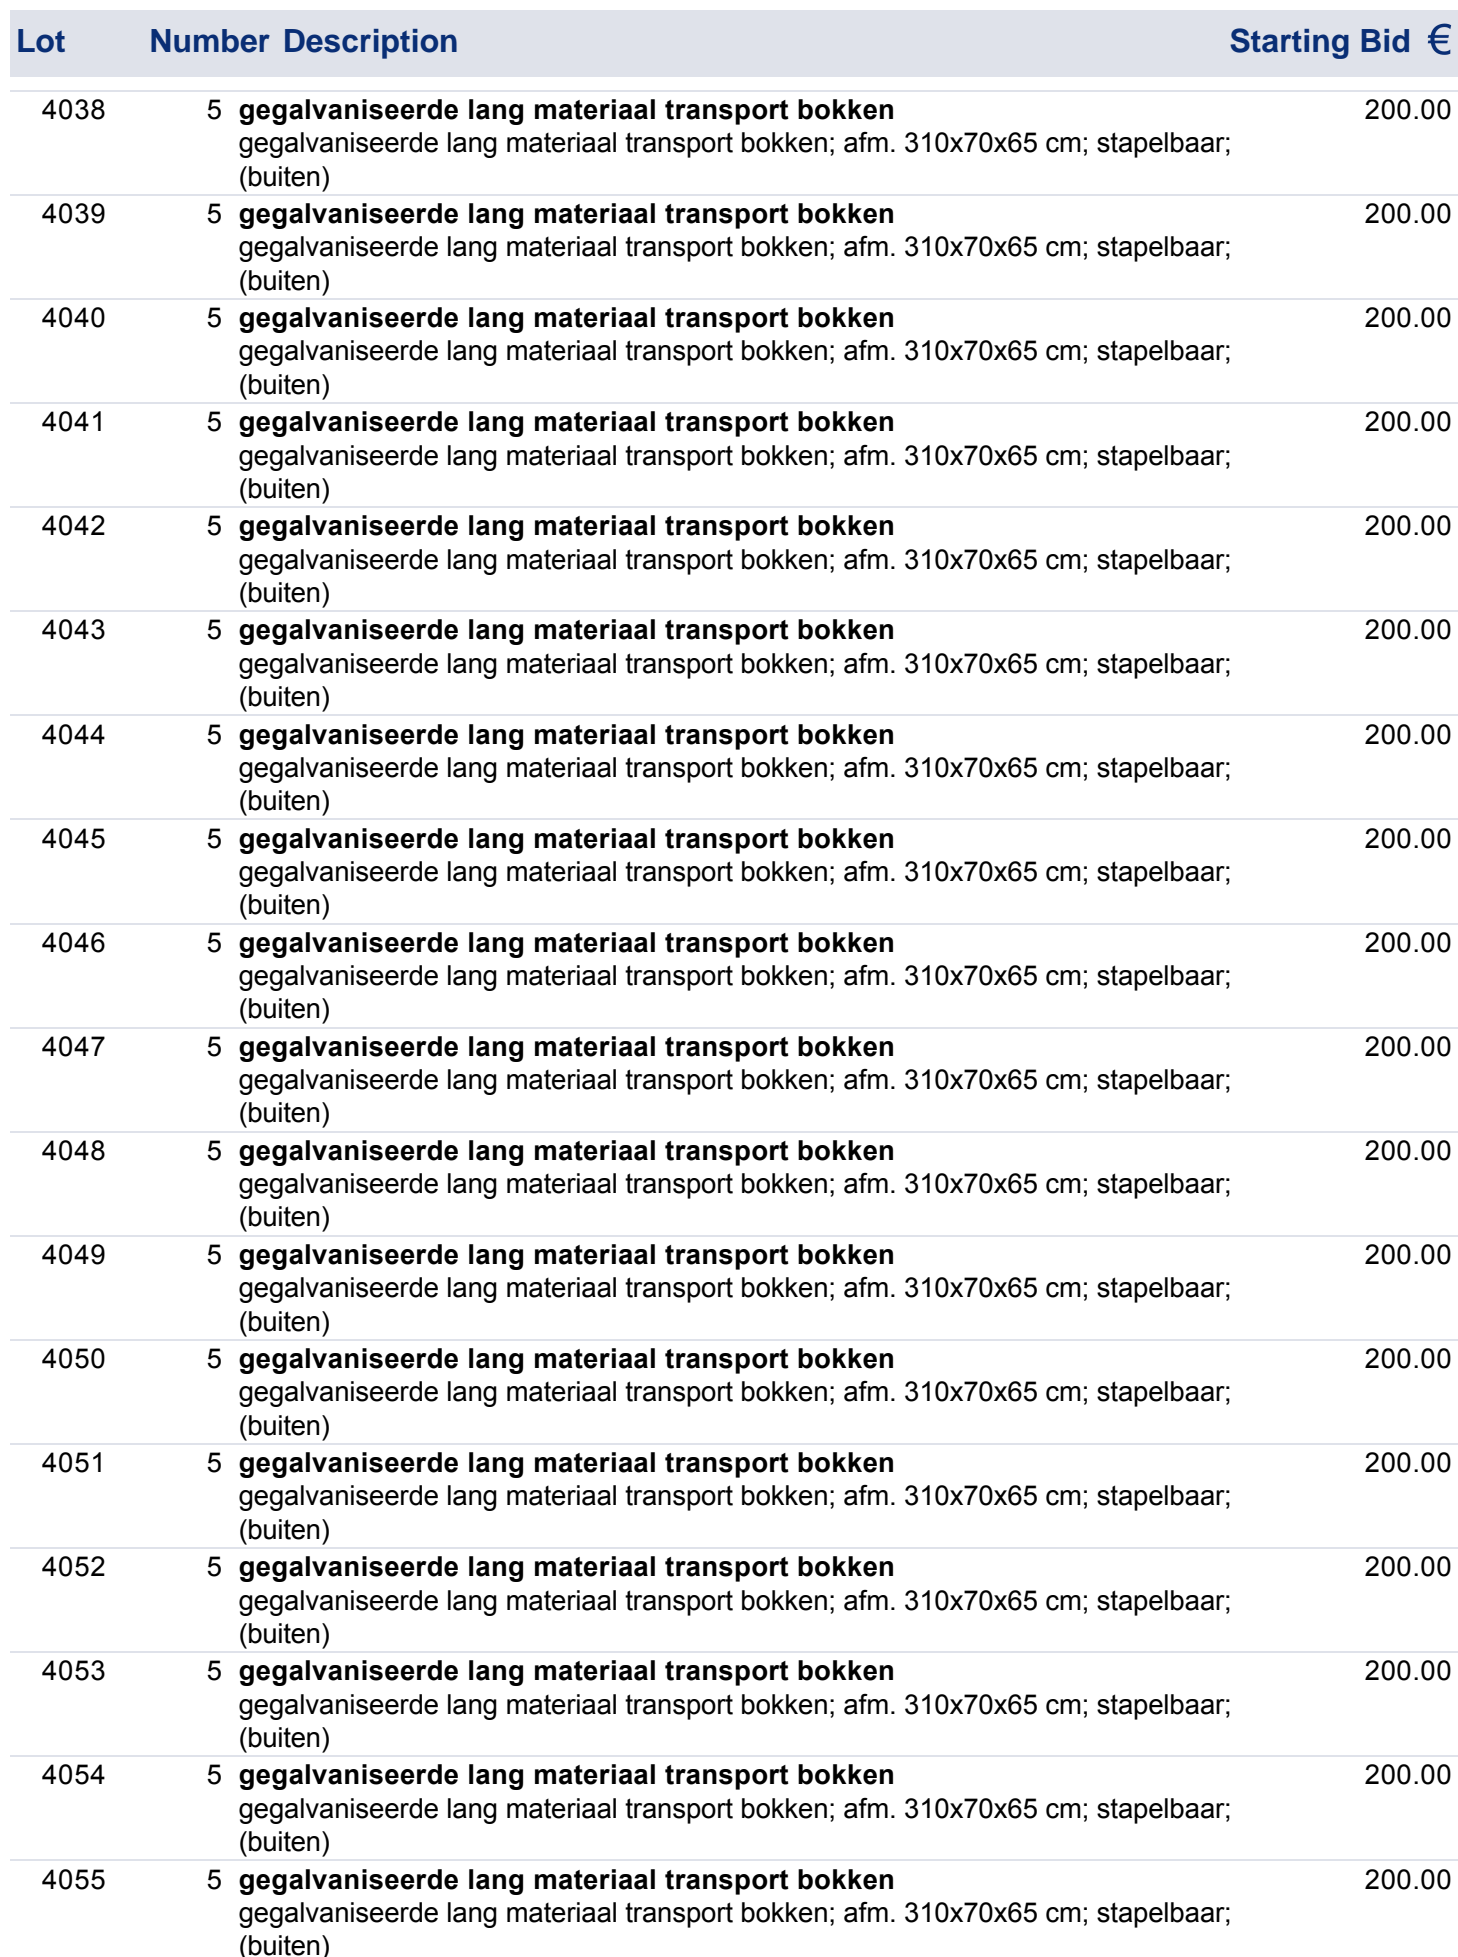 Lot Number Description Starting Bid €
4038 5 gegalvaniseerde lang materiaal transport bokken 200.00
gegalvaniseerde lang materiaal transport bokken; afm. 310x70x65 cm; stapelbaar;
(buiten)
4039 5 gegalvaniseerde lang materiaal transport bokken 200.00
gegalvaniseerde lang materiaal transport bokken; afm. 310x70x65 cm; stapelbaar;
(buiten)
4040 5 gegalvaniseerde lang materiaal transport bokken 200.00
gegalvaniseerde lang materiaal transport bokken; afm. 310x70x65 cm; stapelbaar;
(buiten)
4041 5 gegalvaniseerde lang materiaal transport bokken 200.00
gegalvaniseerde lang materiaal transport bokken; afm. 310x70x65 cm; stapelbaar;
(buiten)
4042 5 gegalvaniseerde lang materiaal transport bokken 200.00
gegalvaniseerde lang materiaal transport bokken; afm. 310x70x65 cm; stapelbaar;
(buiten)
4043 5 gegalvaniseerde lang materiaal transport bokken 200.00
gegalvaniseerde lang materiaal transport bokken; afm. 310x70x65 cm; stapelbaar;
(buiten)
4044 5 gegalvaniseerde lang materiaal transport bokken 200.00
gegalvaniseerde lang materiaal transport bokken; afm. 310x70x65 cm; stapelbaar;
(buiten)
4045 5 gegalvaniseerde lang materiaal transport bokken 200.00
gegalvaniseerde lang materiaal transport bokken; afm. 310x70x65 cm; stapelbaar;
(buiten)
4046 5 gegalvaniseerde lang materiaal transport bokken 200.00
gegalvaniseerde lang materiaal transport bokken; afm. 310x70x65 cm; stapelbaar;
(buiten)
4047 5 gegalvaniseerde lang materiaal transport bokken 200.00
gegalvaniseerde lang materiaal transport bokken; afm. 310x70x65 cm; stapelbaar;
(buiten)
4048 5 gegalvaniseerde lang materiaal transport bokken 200.00
gegalvaniseerde lang materiaal transport bokken; afm. 310x70x65 cm; stapelbaar;
(buiten)
4049 5 gegalvaniseerde lang materiaal transport bokken 200.00
gegalvaniseerde lang materiaal transport bokken; afm. 310x70x65 cm; stapelbaar;
(buiten)
4050 5 gegalvaniseerde lang materiaal transport bokken 200.00
gegalvaniseerde lang materiaal transport bokken; afm. 310x70x65 cm; stapelbaar;
(buiten)
4051 5 gegalvaniseerde lang materiaal transport bokken 200.00
gegalvaniseerde lang materiaal transport bokken; afm. 310x70x65 cm; stapelbaar;
(buiten)
4052 5 gegalvaniseerde lang materiaal transport bokken 200.00
gegalvaniseerde lang materiaal transport bokken; afm. 310x70x65 cm; stapelbaar;
(buiten)
4053 5 gegalvaniseerde lang materiaal transport bokken 200.00
gegalvaniseerde lang materiaal transport bokken; afm. 310x70x65 cm; stapelbaar;
(buiten)
4054 5 gegalvaniseerde lang materiaal transport bokken 200.00
gegalvaniseerde lang materiaal transport bokken; afm. 310x70x65 cm; stapelbaar;
(buiten)
4055 5 gegalvaniseerde lang materiaal transport bokken 200.00
gegalvaniseerde lang materiaal transport bokken; afm. 310x70x65 cm; stapelbaar;
(buiten)